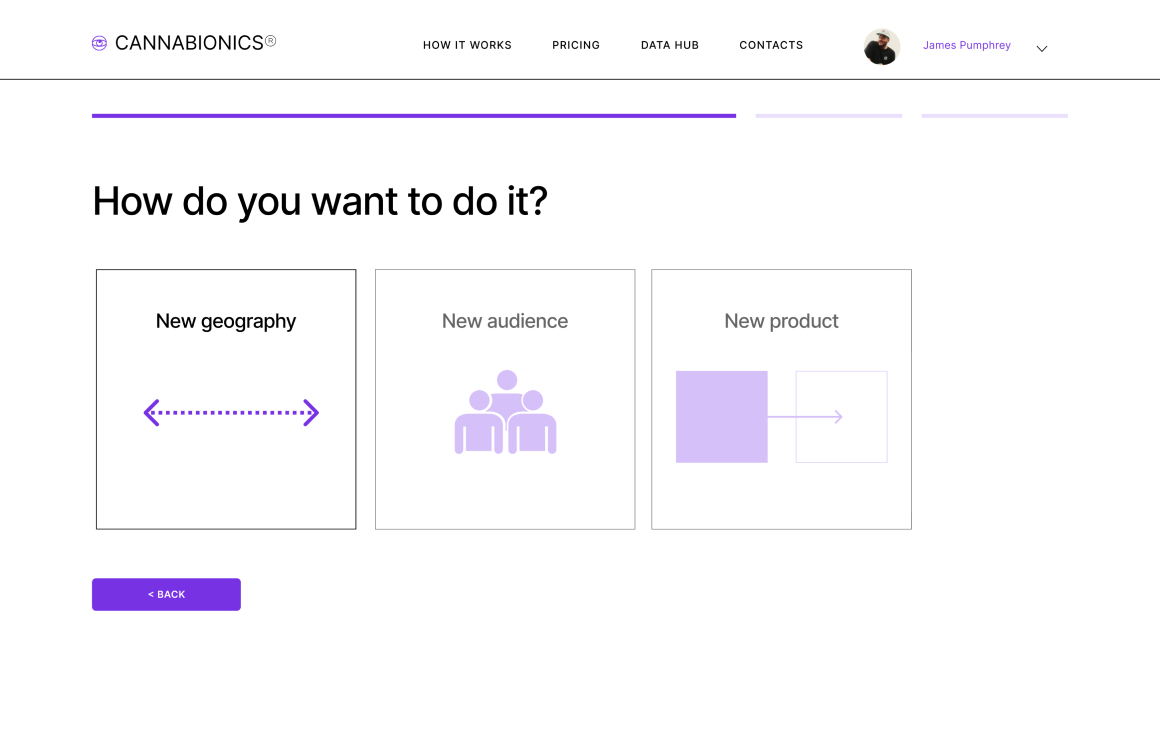 CANNABIONICS®
HOW IT WORKS
PRICING
DATA HUB
CONTACTS
James Pumphrey
How do you want to do it?
New geography
New audience
New product
< BACK